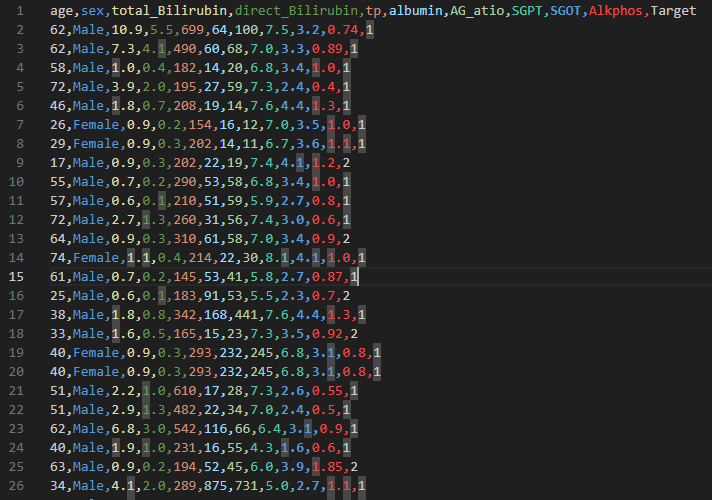 1 age,sex,total_Bilirubin,direct_Bilirubin,tp,albumin,AG_atio,SGPT,SGOT,Alkphos,Target
2 62,Male,10.9,5.5,699,64,100,7.5,3.2,0.74,1
3 62,Male,7.3,4.1,490,60,68,7.0,3.3,0.89,1
4 58,Male,1.0,0.4,182,14,20,6.8,3.4,1.0,1
5 72,Male,3.9,2.0,195,27,59,7.3,2.4,0.4,1
6 46,Male,1.8,0.7,208,19,14,7.6,4.4,1.3,1
7 26,Female,0.9,0.2,154,16,12,7.0,3.5,1.0,1
8 29,Female,0.9,0.3,202,14,11,6.7,3.6,1.1,1
9 17,Male,0.9,0.3,202,22,19,7.4,4.1,1.2,2
10 55,Male,0.7,0.2,290,53,58,6.8,3.4,1.0,1
11 57,Male,0.6,0.1,210,51,59,5.9,2.7,0.8,1
12 72,Male,2.7,1.3,260,31,56,7.4,3.0,0.6,1
13 64,Male,0.9,0.3,310,61,58,7.0,3.4,0.9,2
14 74,Female,1.1,0.4,214,22,30,8.1,4.1,1.0,1
15 61,Male,0.7,0.2,145,53,41,5.8,2.7,0.87,1
16 25,Male,0.6,0.1,183,91,53,5.5,2.3,0.7,2
17 38,Male,1.8,0.8,342,168,441,7.6,4.4,1.3,1
18 33,Male,1.6,0.5,165,15,23,7.3,3.5,0.92,2
19 40,Female,0.9,0.3,293,232,245,6.8,3.1,0.8,1
20 40,Female,0.9,0.3,293,232,245,6.8,3.1,0.8,1
21 51,Male,2.2,1.0,610,17,28,7.3,2.6,0.55,1
22 51,Male,2.9,1.3,482,22,34,7.0,2.4,0.5,1
23 62,Male,6.8,3.0,542,116,66,6.4,3.1,0.9,1
24 40,Male,1.9,1.0,231,16,55,4.3,1.6,0.6,1
25 63,Male,0.9,0.2,194,52,45,6.0,3.9,1.85,2
26 34,Male,4.1,2.0,289,875,731,5.0,2.7,1.1,1